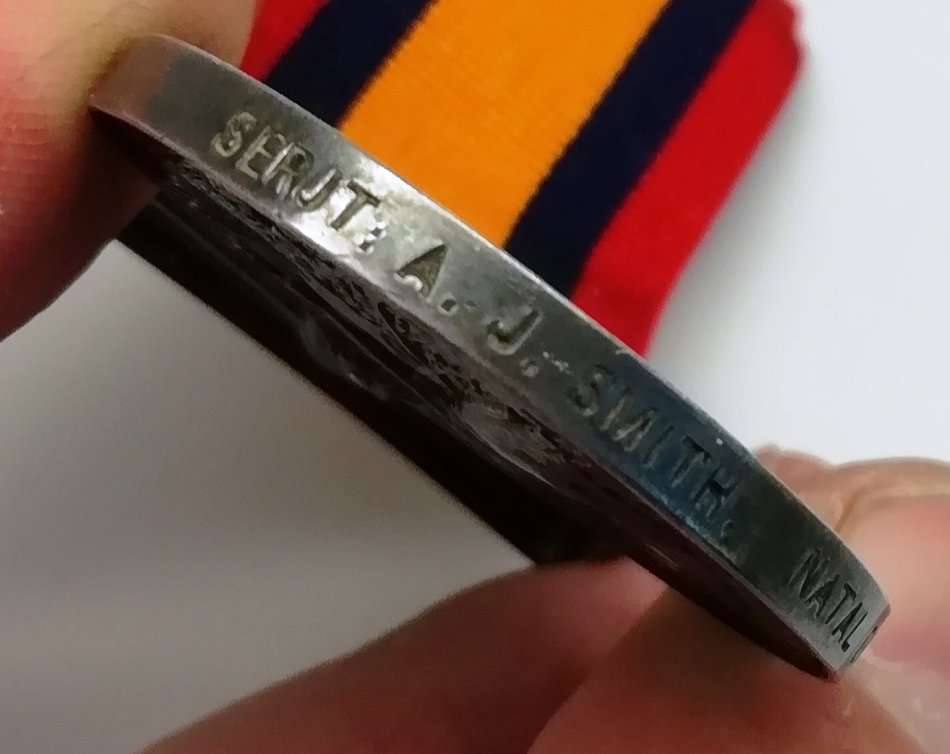 SERJT. A. J. SMITH. NATAL